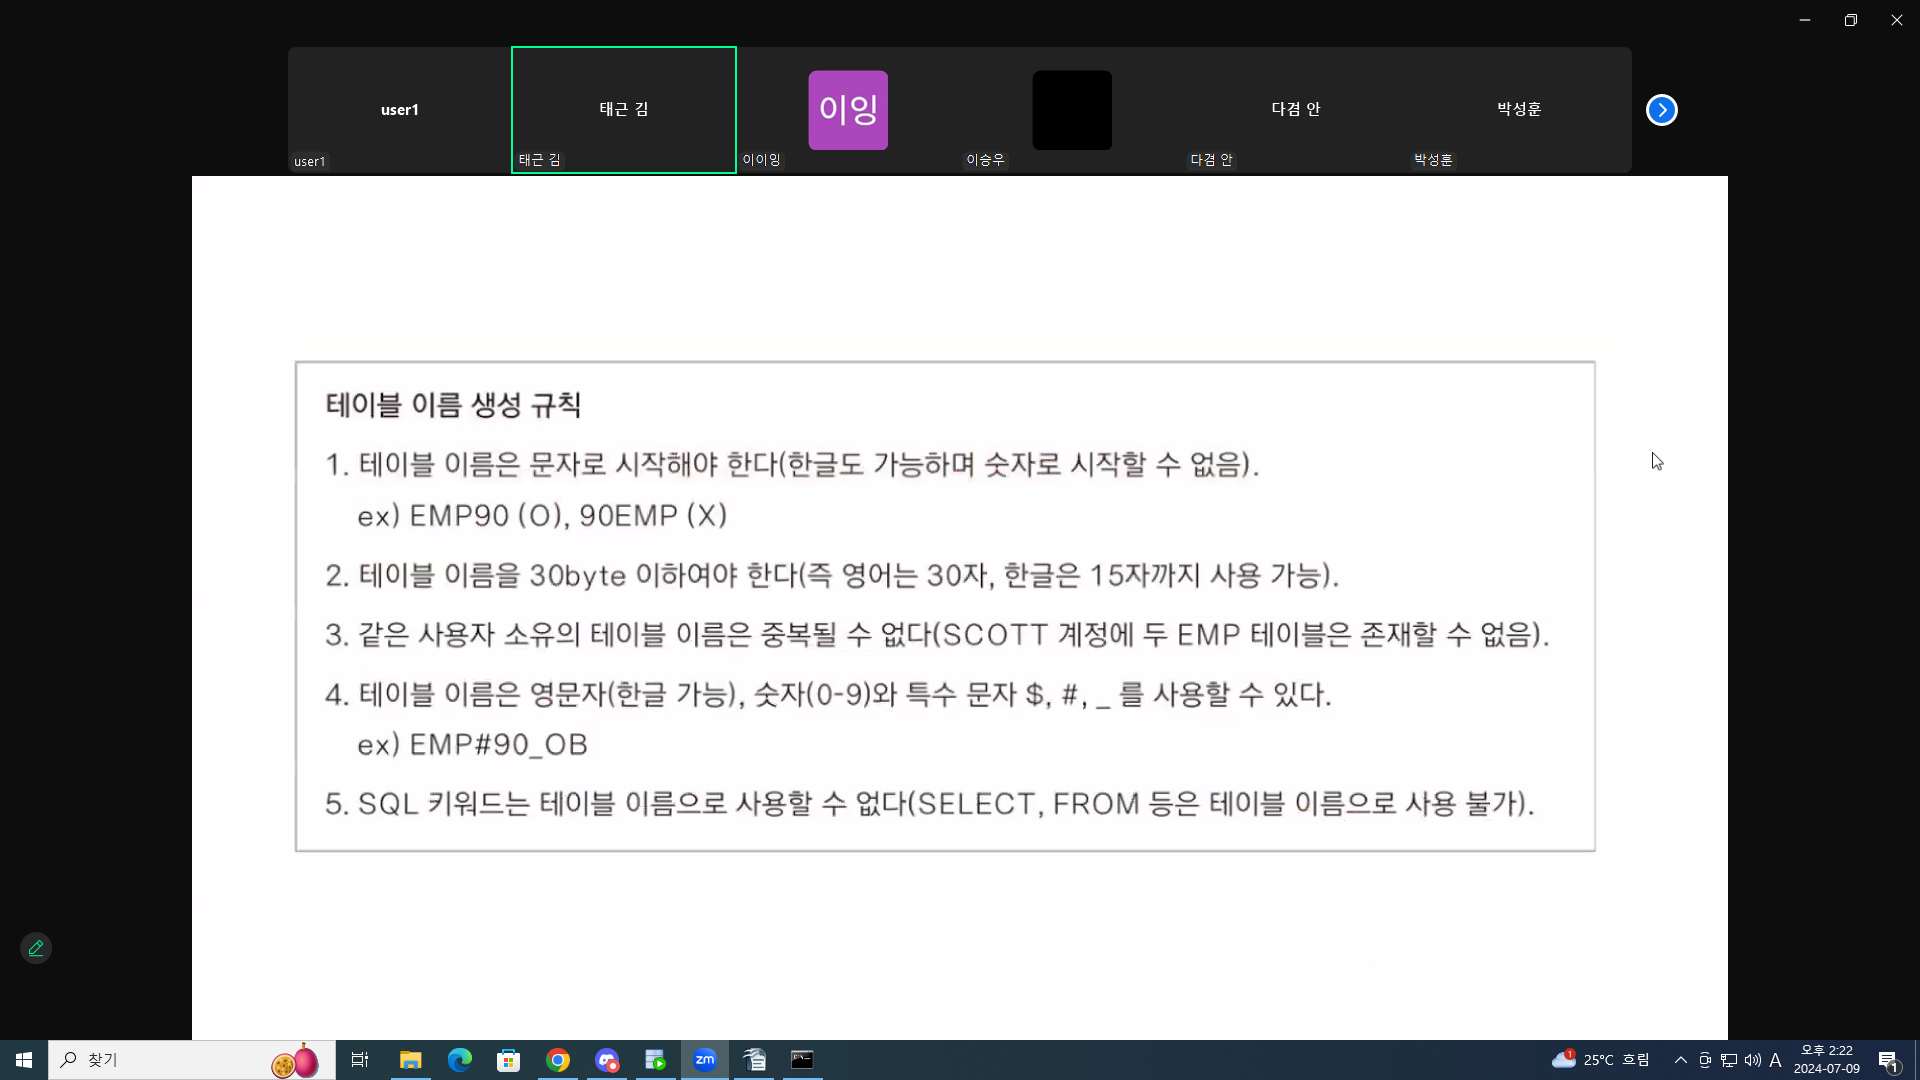 user1
태근 김
이잉
다겸 안
박성훈
user1
태근 김
이이잉
이승우
다겸 안
박성훈
테이블 이름 생성 규칙
1. 테이블 이름은 문자로 시작해야 한다(한글도 가능하며 숫자로 시작할 수 없음).
ex) EMP90 (O), 90EMP (X)
2. 테이블 이름을 30byte 이하여야 한다(즉 영어는 30자, 한글은 15자까지 사용 가능).
3. 같은 사용자 소유의 테이블 이름은 중복될 수 없다(SCOTT 계정에 두 EMP 테이블은 존재할 수 없음).
4. 테이블 이름은 영문자(한글 가능), 숫자(0-9)와 특수 문자 $, #, _ 를 사용할 수 있다.
ex) EMP#90_OB
5. SQL 키워드는 테이블 이름으로 사용할 수 없다(SELECT, FROM 등은 테이블 이름으로 사용 불가).
찾기
zm
1
25°C 흐림
A
오후 2:22
2024-07-09
1